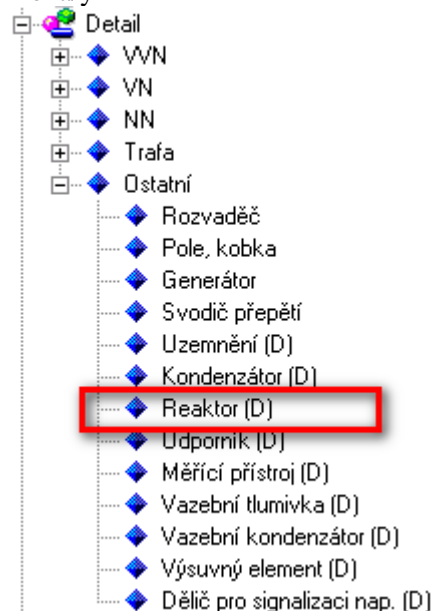 Detail
VVN
VN
NN
Trafa
Ostatní
Rozvaděč
Pole, kobka
Generátor
Svodič přepětí
Uzemnění (D)
Kondenzátor (D)
Reaktor (D)
Odporník (D)
Měřící přístroj (D)
Vazební tlumivka (D)
Vazební kondenzátor (D)
Výsuvný element (D)
Dělič pro signalizaci nap. (D)